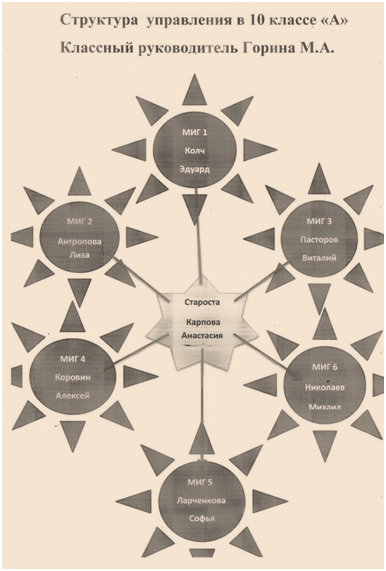 Структура управления в 10 классе «А»
Классный руководитель Горина М.А.
МИГ 1
Колч
Эдуард
МИГ 2
Антропова
Лиза
МИГ 3
Пасторов
Виталий
Староста
Карпова
Анастасия
МИГ 4
Коровин
Алексей
МИГ 6
Николаев
Михаил
МИГ 5
Ларченкова
Софья